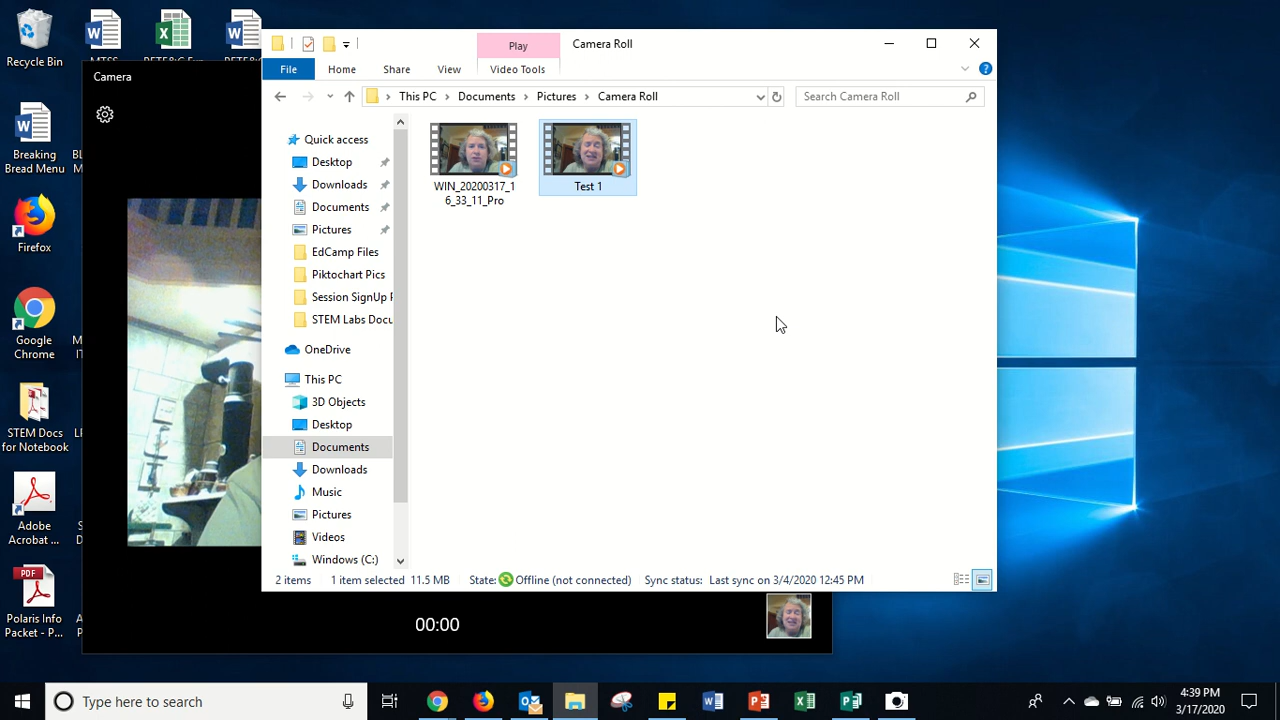 Recycle Bin
Camera
Play
Camera Roll
File
Home
Share
View
Video Tools
This PC
Documents
Pictures
Camera Roll
Search Camera Roll
Quick access
Desktop
Downloads
Documents
Pictures
EdCamp Files
Piktochart Pics
Session SignUp
STEM Labs Docu
OneDrive
This PC
3D Objects
Desktop
Documents
Downloads
Music
Pictures
Videos
Windows (C:)
WIN_20200317_1
6_33_11_Pro
Test 1
2 items
1 item selected 11.5 MB
State:
Offline (not connected)
Sync status:
Last sync on 3/4/2020 12:45 PM
00:00
Breaking
Bread Menu
Firefox
Google
Chrome
STEM Docs
for Notebook
Adobe
Acrobat ...
PDF
Polaris Info
Packet - P...
Type here to search
4:39 PM
3/17/2020